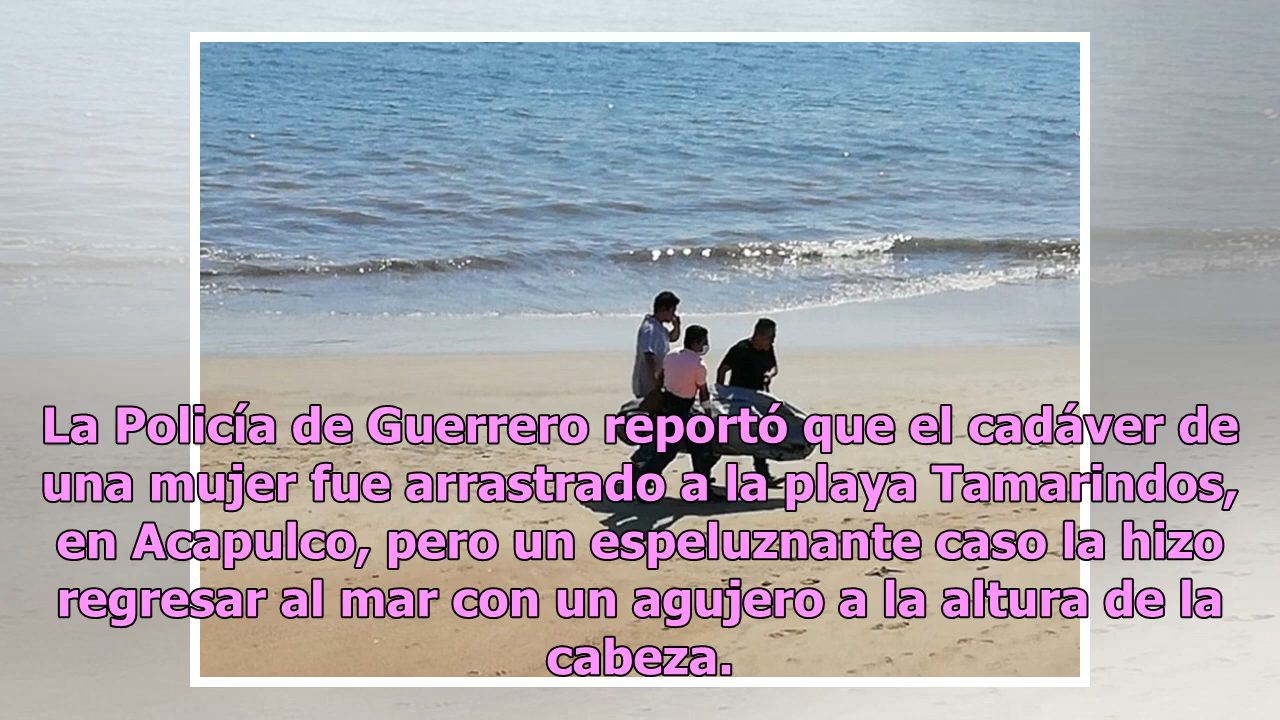 La Policía de Guerrero reportó que el cadáver de
una mujer fue arrastrado a la playa Tamarindos,
en Acapulco, pero un espeluznante caso la hizo
regresar al mar con un agujero a la altura de la
cabeza.